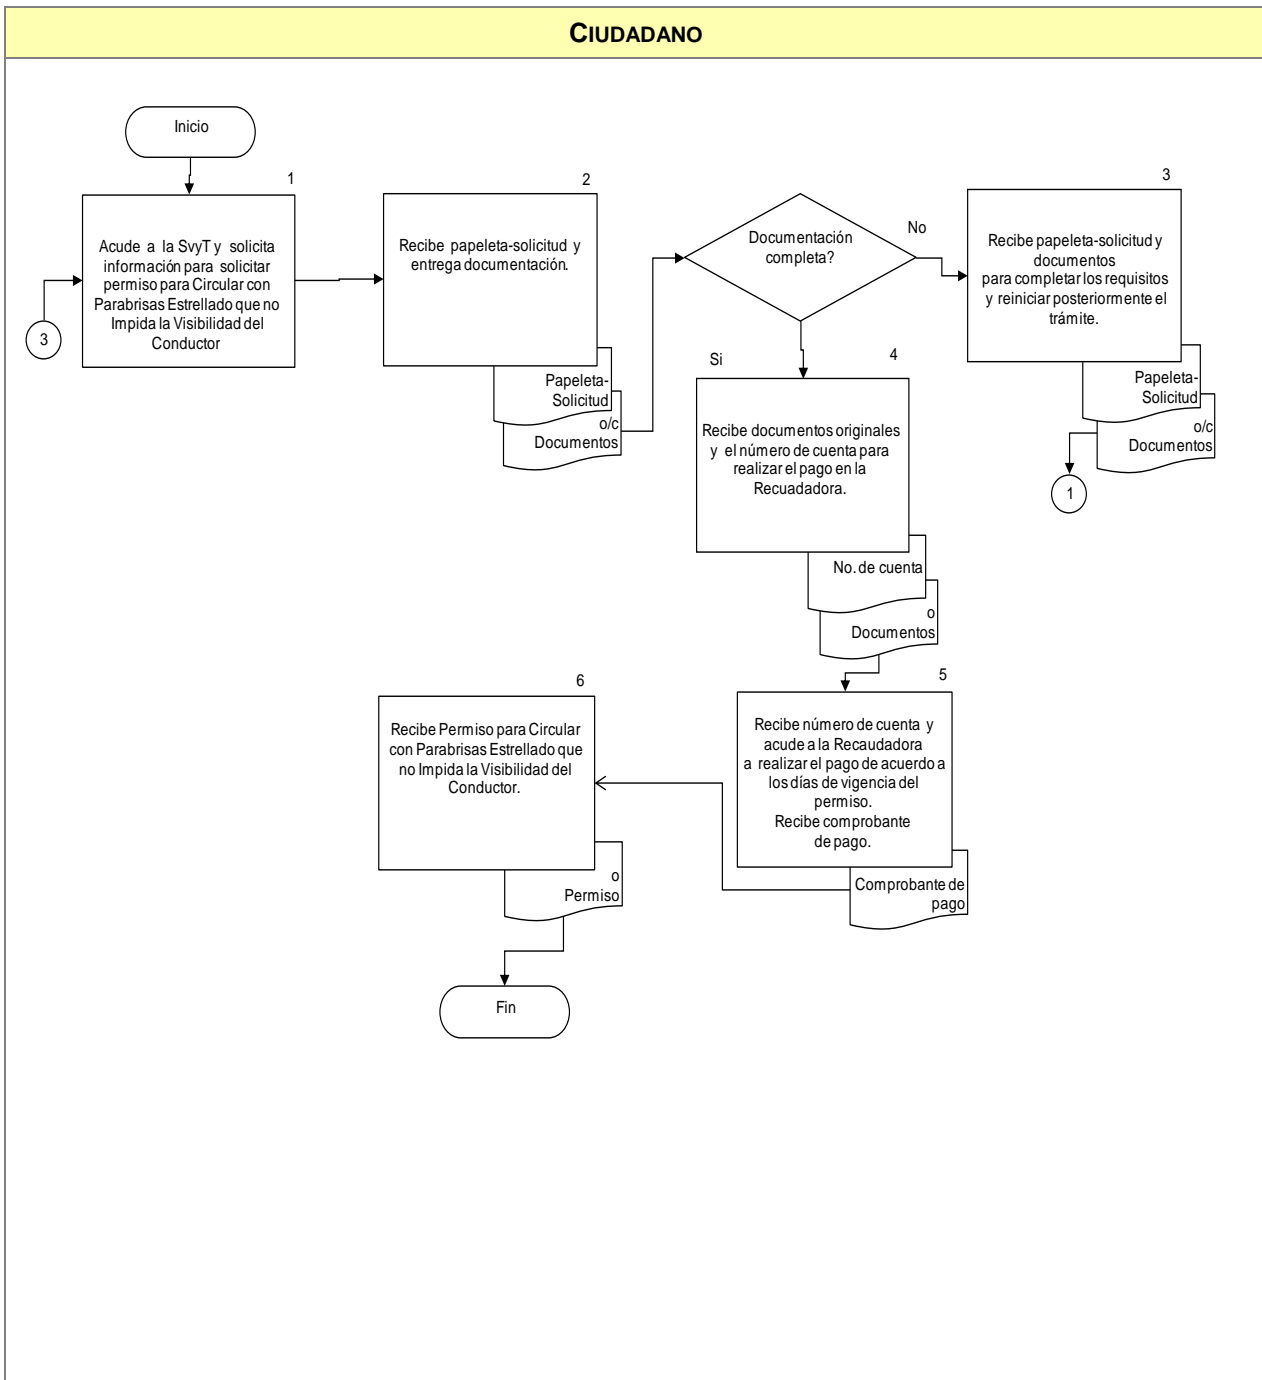 CIUDADANO
Inicio
1
Acude a la SvyT y solicita
información para solicitar
permiso para Circular con
Parabrisas Estrellado que no
Impida la Visibilidad del
Conductor
3
2
Recibe papeleta-solicitud y
entrega documentación.
Papeleta-
Solicitud
o/c
Documentos
Documentación
completa?
No
Si
3
Recibe papeleta-solicitud y
documentos
para completar los requisitos
y reiniciar posteriormente el
trámite.
Papeleta-
Solicitud
o/c
Documentos
1
4
Recibe documentos originales
y el número de cuenta para
realizar el pago en la
Recuadadora.
No. de cuenta
o
Documentos
5
Recibe número de cuenta y
acude a la Recaudadora
a realizar el pago de acuerdo a
los días de vigencia del
permiso.
Recibe comprobante
de pago.
Comprobante de
pago
6
Recibe Permiso para Circular
con Parabrisas Estrellado que
no Impida la Visibilidad del
Conductor.
o
Permiso
Fin